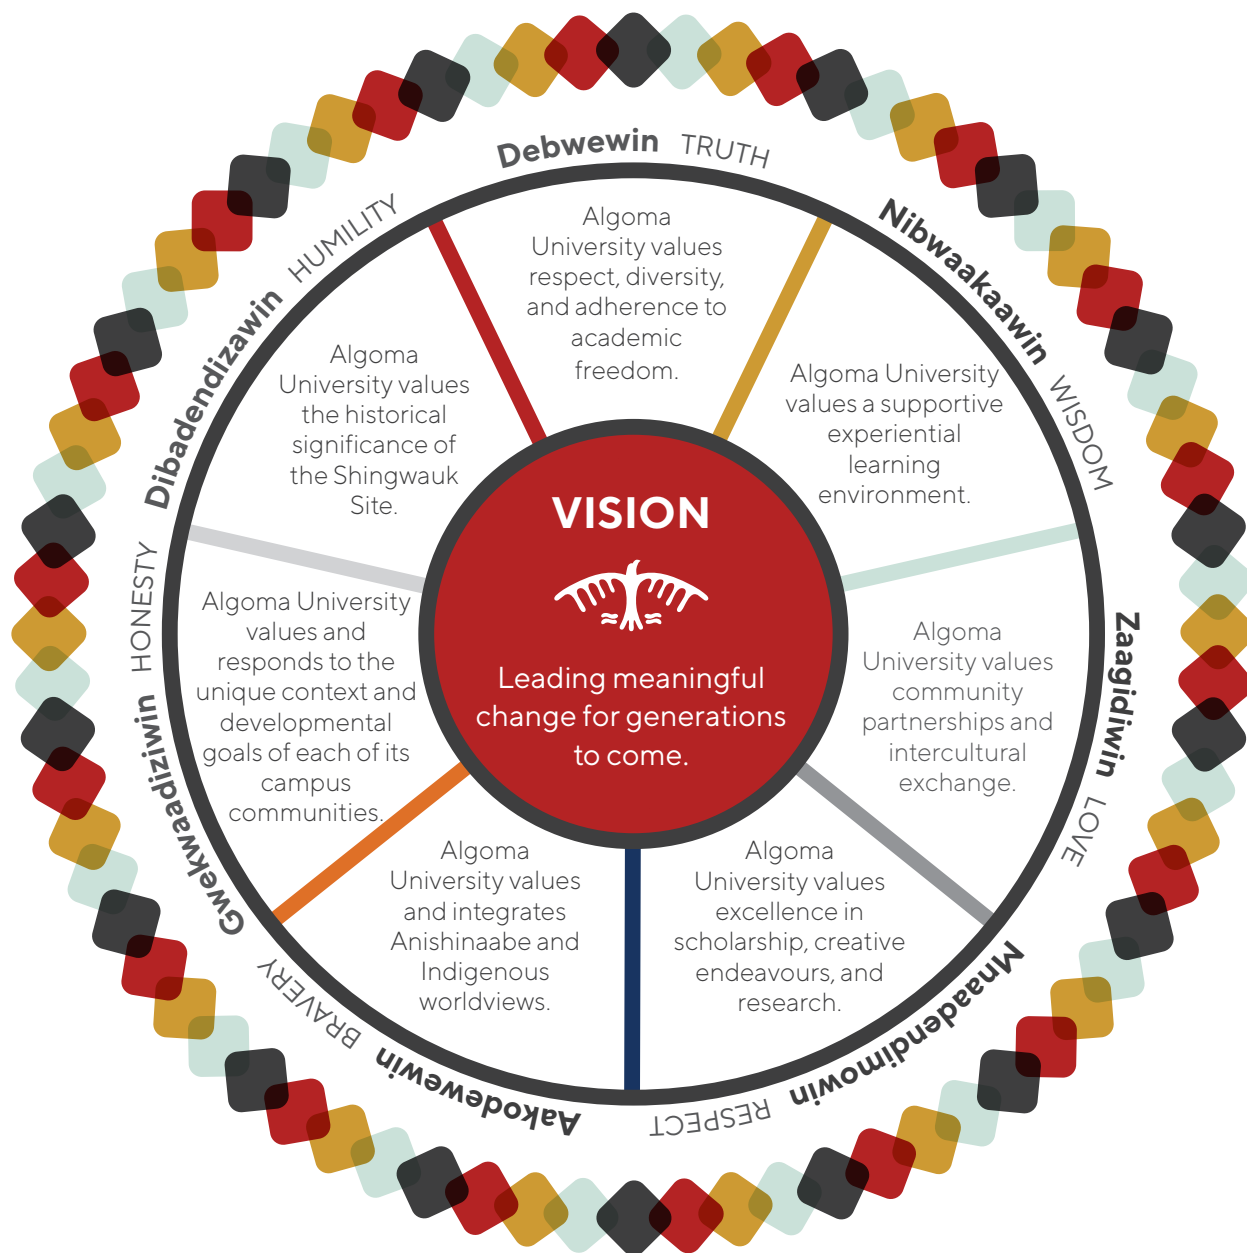 Debwewin TRUTH
Algoma
University values
respect, diversity,
and adherence to
academic
freedom.
Nibwaakaawin WISDOM
Algoma University
values a supportive
experiential
learning
environment.
Zaagidiwin LOVE
Algoma
University values
community
partnerships and
intercultural
exchange.
Mnaadendimowin RESPECT
Algoma
University values
excellence in
scholarship, creative
endeavours, and
research.
Aakodewewin BRAVERY
Algoma
University values
and integrates
Anishinaabe and
Indigenous
worldviews.
Gwekwaadiziwin HONESTY
Algoma University
values and
responds to the
unique context and
developmental
goals of each of its
campus
communities.
Dibadendizawin HUMILITY
Algoma
University values
the historical
significance of
the Shingwauk
Site.
VISION
Leading meaningful
change for generations
to come.